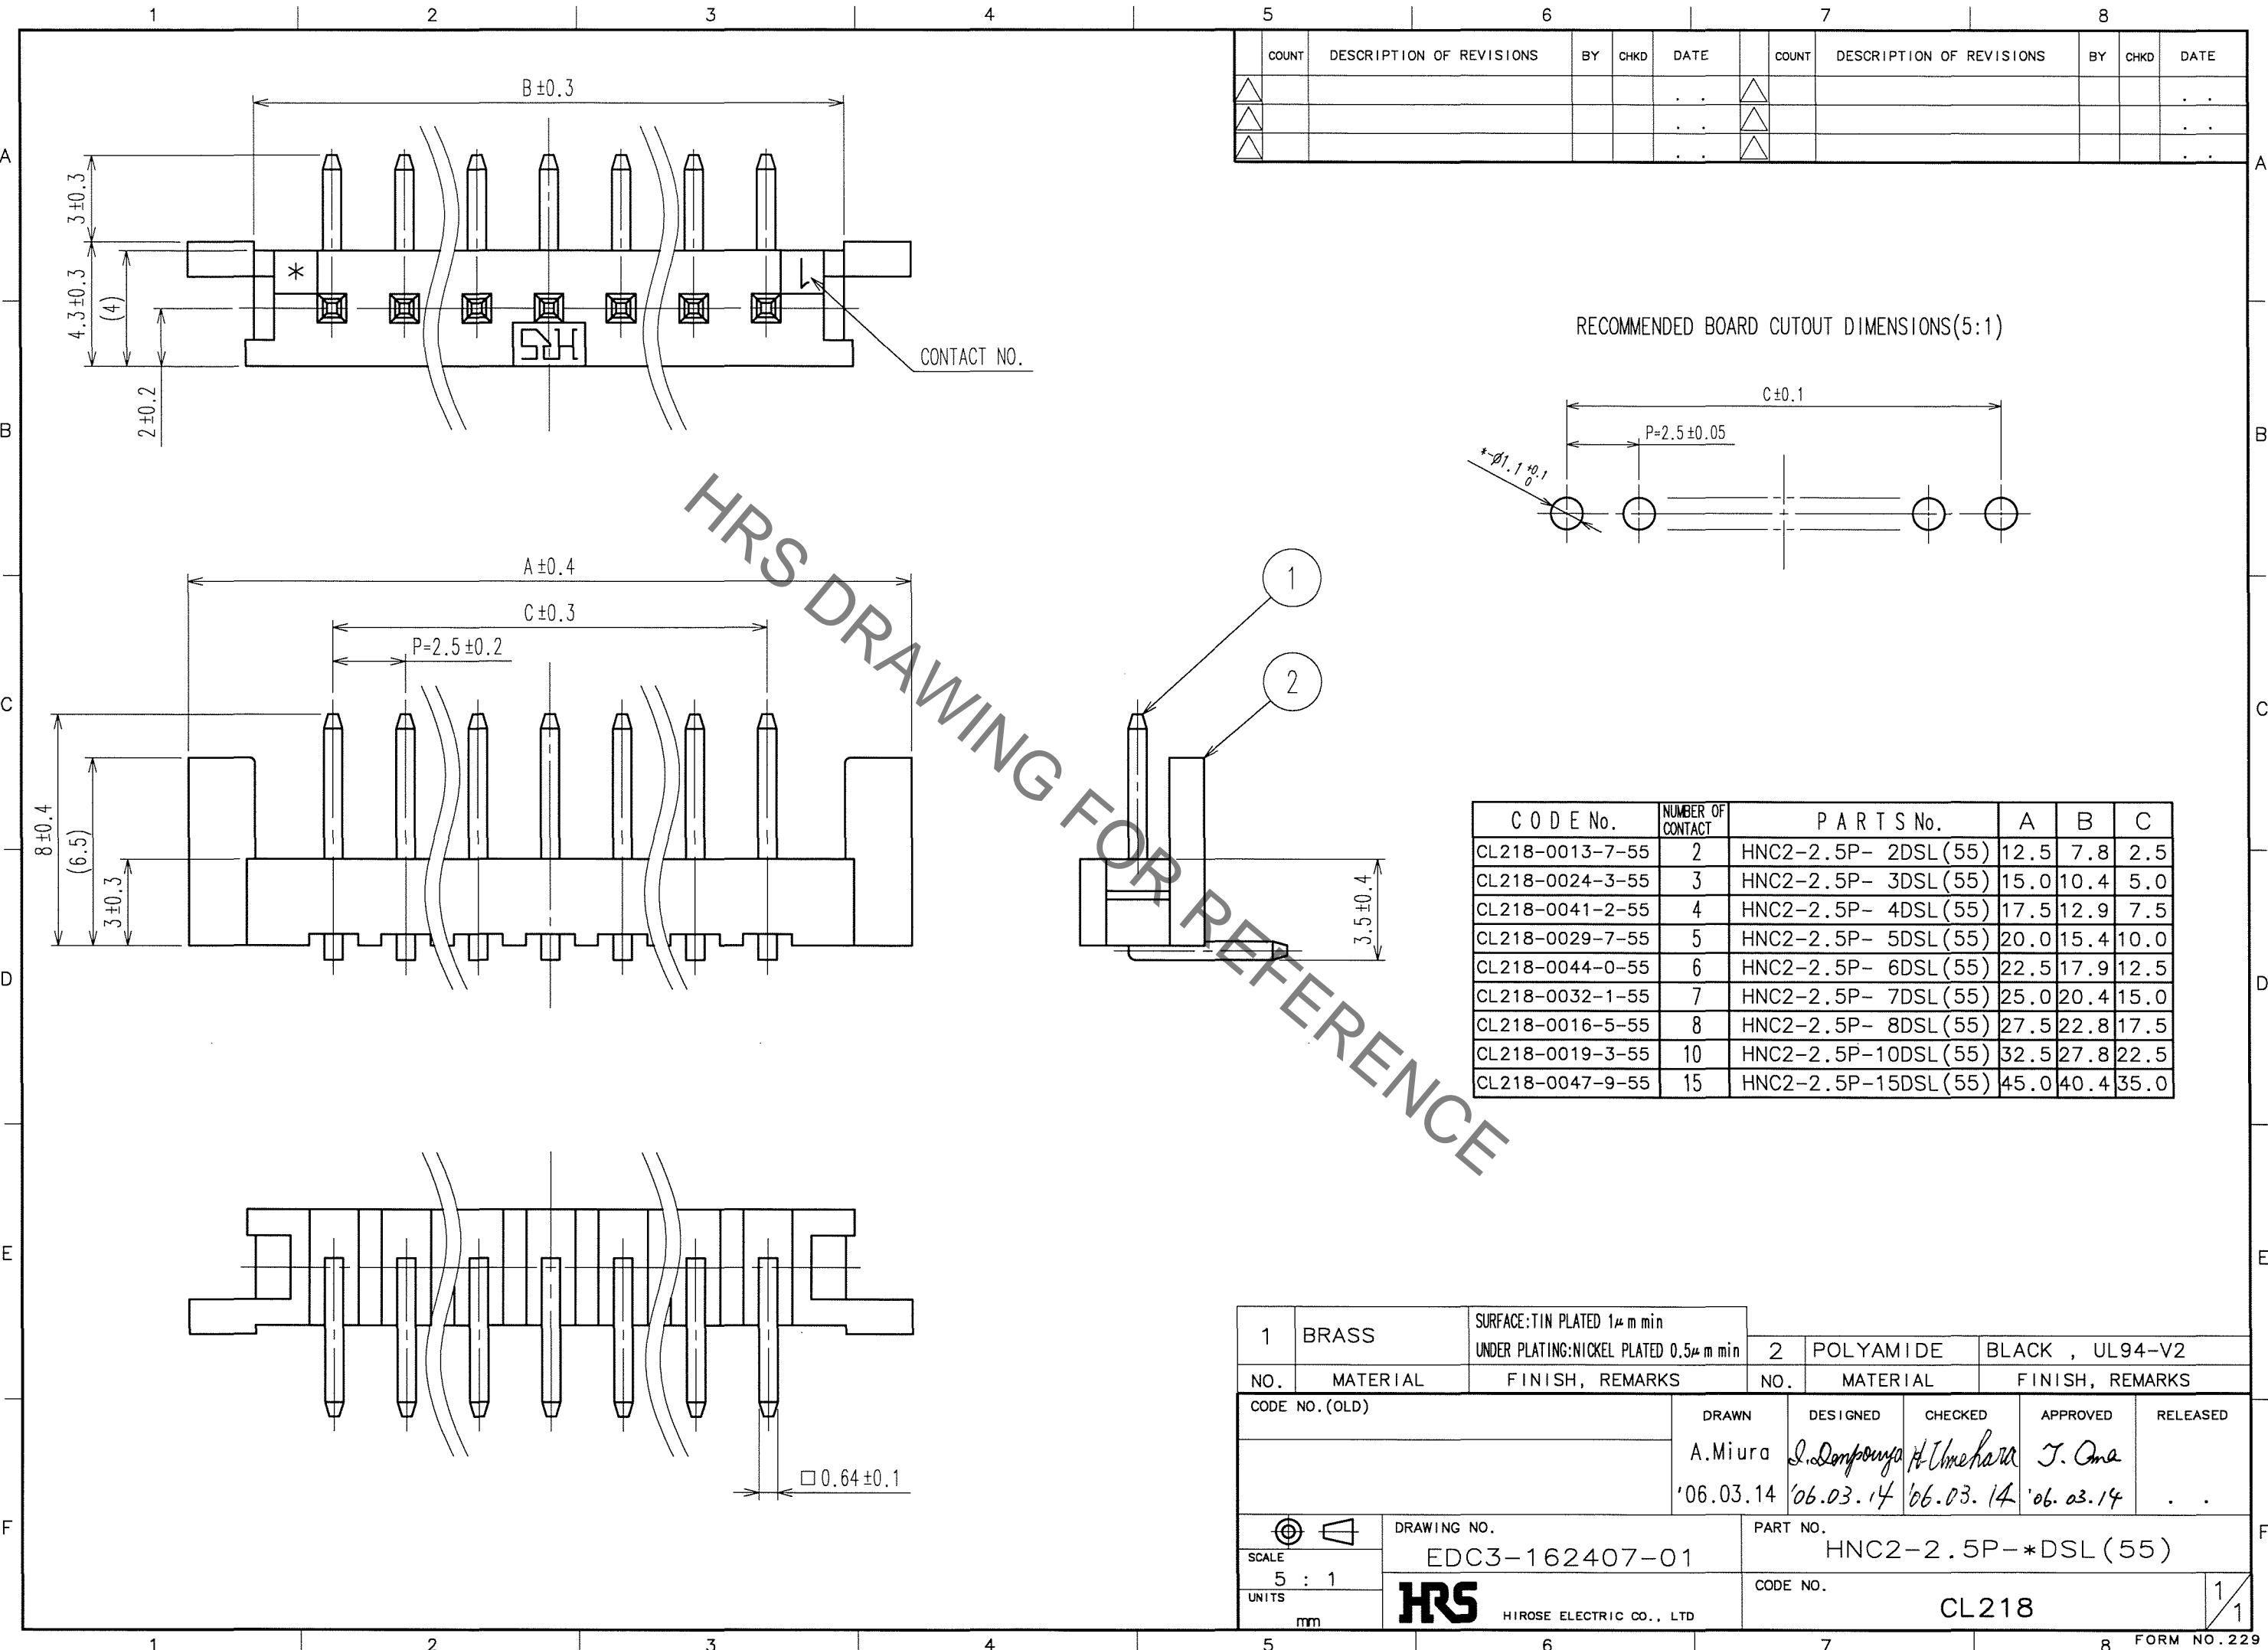 1 2 3 4 5 6 7 8
COUNT DESCRIPTION OF REVISIONS BY CHKD DATE COUNT DESCRIPTION OF REVISIONS BY CHKD DATE
. . . .
. . . .
. . . .
A A
B B
C C
D D
E E
F F
B±0.3
3±0.3
4.3±0.3
(4)
2±0.2
*
1
HRS
CONTACT NO.
RECOMMENDED BOARD CUTOUT DIMENSIONS(5:1)
C±0.1
P=2.5±0.05
*-Ø1.1 +0.1 0
A±0.4
C±0.3
P=2.5±0.2
8±0.4
(6.5)
3±0.3
1
2
3.5±0.4
HRS DRAWING FOR REFERENCE
CODE No. NUMBER OF CONTACT PARTS No. A B C
CL218-0013-7-55 2 HNC2-2.5P- 2DSL(55) 12.5 7.8 2.5
CL218-0024-3-55 3 HNC2-2.5P- 3DSL(55) 15.0 10.4 5.0
CL218-0041-2-55 4 HNC2-2.5P- 4DSL(55) 17.5 12.9 7.5
CL218-0029-7-55 5 HNC2-2.5P- 5DSL(55) 20.0 15.4 10.0
CL218-0044-0-55 6 HNC2-2.5P- 6DSL(55) 22.5 17.9 12.5
CL218-0032-1-55 7 HNC2-2.5P- 7DSL(55) 25.0 20.4 15.0
CL218-0016-5-55 8 HNC2-2.5P- 8DSL(55) 27.5 22.8 17.5
CL218-0019-3-55 10 HNC2-2.5P-10DSL(55) 32.5 27.8 22.5
CL218-0047-9-55 15 HNC2-2.5P-15DSL(55) 45.0 40.4 35.0
□0.64±0.1
1 BRASS SURFACE:TIN PLATED 1μm min
UNDER PLATING:NICKEL PLATED 0.5μm min 2 POLYAMIDE BLACK , UL94-V2
NO. MATERIAL FINISH, REMARKS NO. MATERIAL FINISH, REMARKS
CODE NO.(OLD) DRAWN DESIGNED CHECKED APPROVED RELEASED
A.Miura H.Umehara
'06.03.14 '06.03.14 '06.03.14 '06.03.14 . .
SCALE
5 : 1
UNITS
mm
DRAWING NO.
EDC3-162407-01
PART NO.
HNC2-2.5P-*DSL(55)
HRS HIROSE ELECTRIC CO., LTD
CODE NO.
CL218
1/1
1 2 3 4 5 6 7 8
FORM NO.229